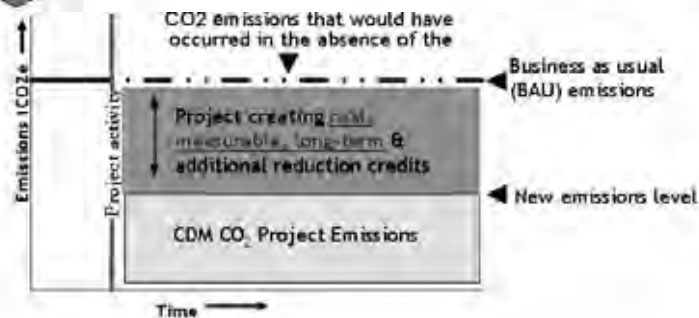 CO2 emissions that would have
occurred in the absence of the
Business as usual
(BAU) emissions
Emissions tCO2e
Project activity
Project creating real,
measurable, long-term &
additional reduction credits
New emissions level
CDM CO2 Project Emissions
Time